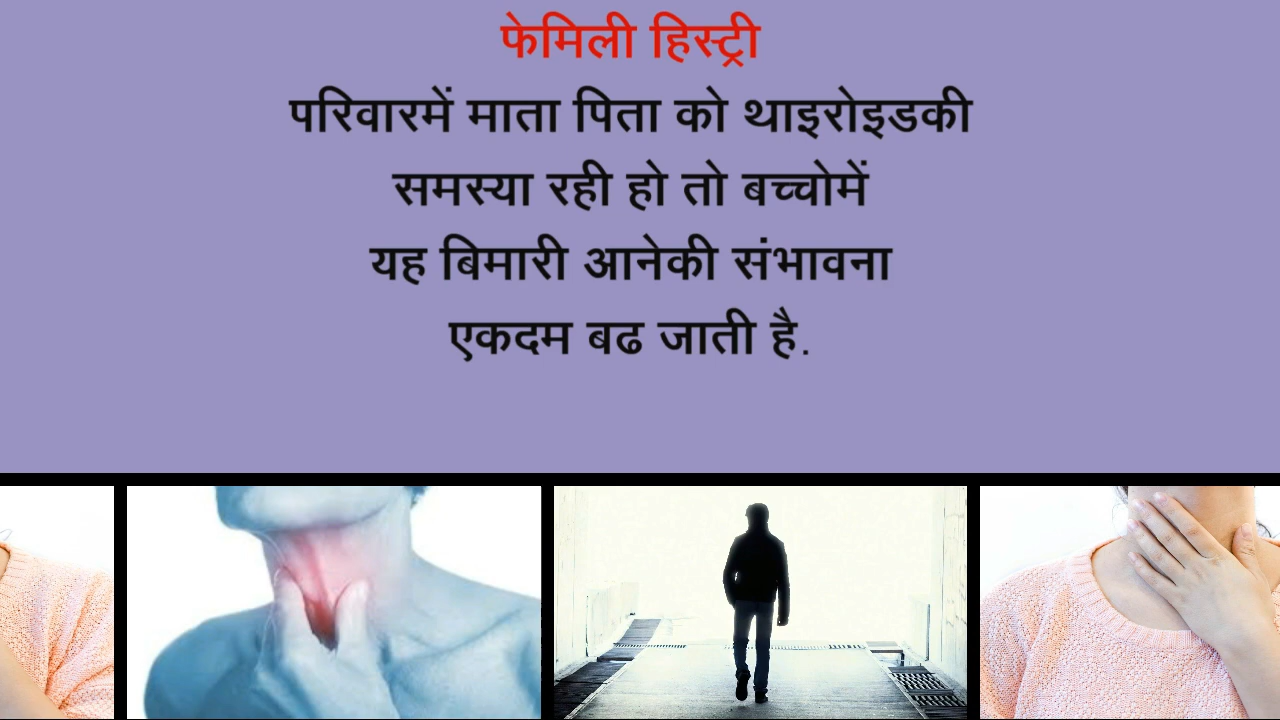 फेमिली हिस्ट्री
परिवारमें माता पिता को थाइरोइडकी
समस्या रही हो तो बच्चोमें
यह बिमारी आनेकी संभावना
एकदम बढ जाती है.